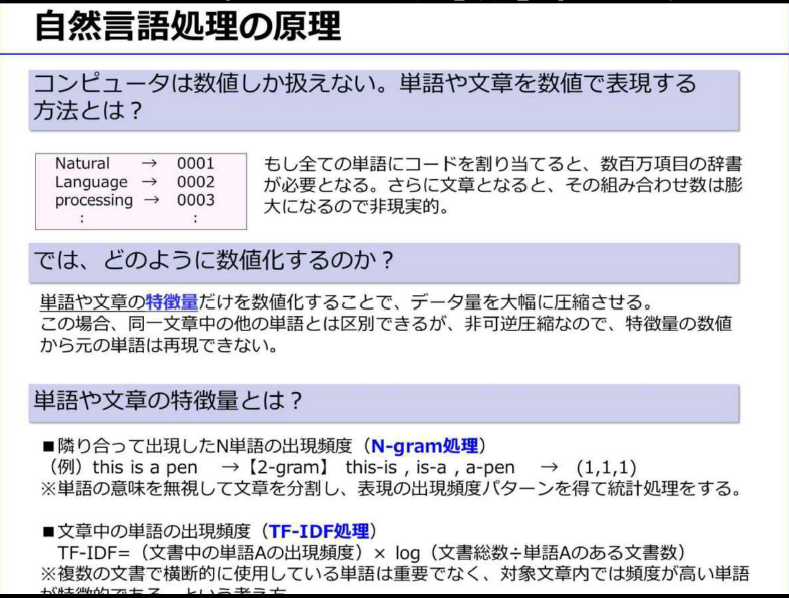 自然言語処理の原理
コンピュータは数値しか扱えない。単語や文章を数値で表現する
方法とは？
Natural → 0001
Language → 0002
processing → 0003
: :
もし全ての単語にコードを割り当てると、数百万項目の辞書
が必要となる。さらに文章となると、その組み合わせ数は膨
大になるので非現実的。
では、どのように数値化するのか？
単語や文章の特徴量だけを数値化することで、データ量を大幅に圧縮させる。
この場合、同一文章中の他の単語とは区別できるが、非可逆圧縮なので、特徴量の数値
から元の単語は再現できない。
単語や文章の特徴量とは？
■隣り合って出現したN単語の出現頻度（N-gram処理）
（例）this is a pen →【2-gram】 this-is , is-a , a-pen → (1,1,1)
※単語の意味を無視して文章を分割し、表現の出現頻度パターンを得て統計処理をする。
■文章中の単語の出現頻度（TF-IDF処理）
TF-IDF=（文書中の単語Aの出現頻度）× log（文書総数÷単語Aのある文書数）
※複数の文書で横断的に使用している単語は重要でなく、対象文章内では頻度が高い単語
が特徴的である、という考え方